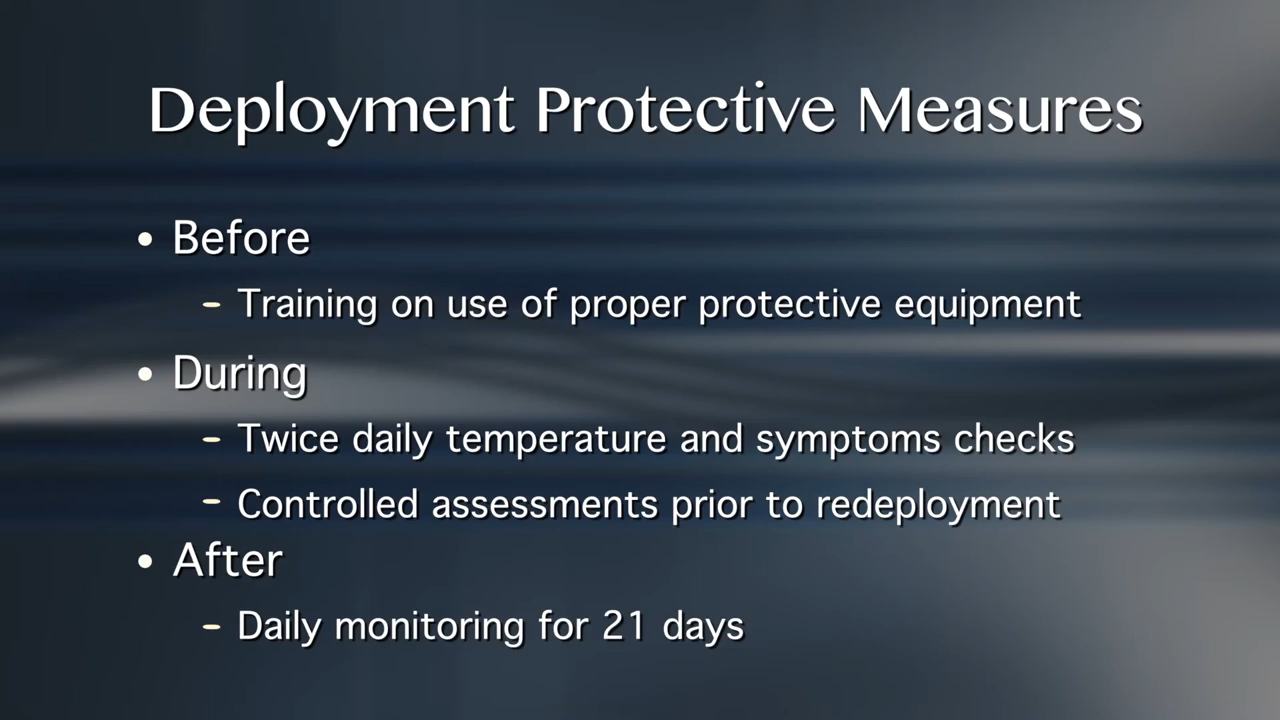 Deployment Protective Measures
• Before
– Training on use of proper protective equipment
• During
– Twice daily temperature and symptoms checks
– Controlled assessments prior to redeployment
• After
– Daily monitoring for 21 days